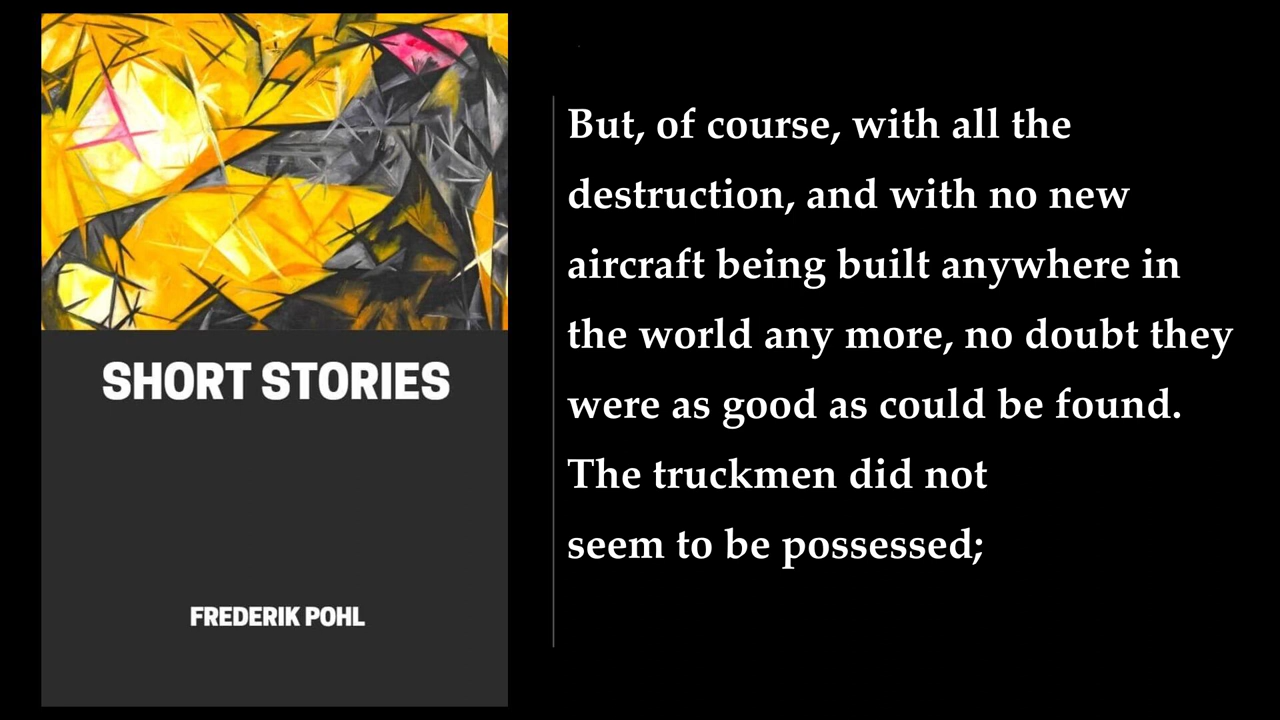 SHORT STORIES
FREDERIK POHL
But, of course, with all the
destruction, and with no new
aircraft being built anywhere in
the world any more, no doubt they
were as good as could be found.
The truckmen did not
seem to be possessed;